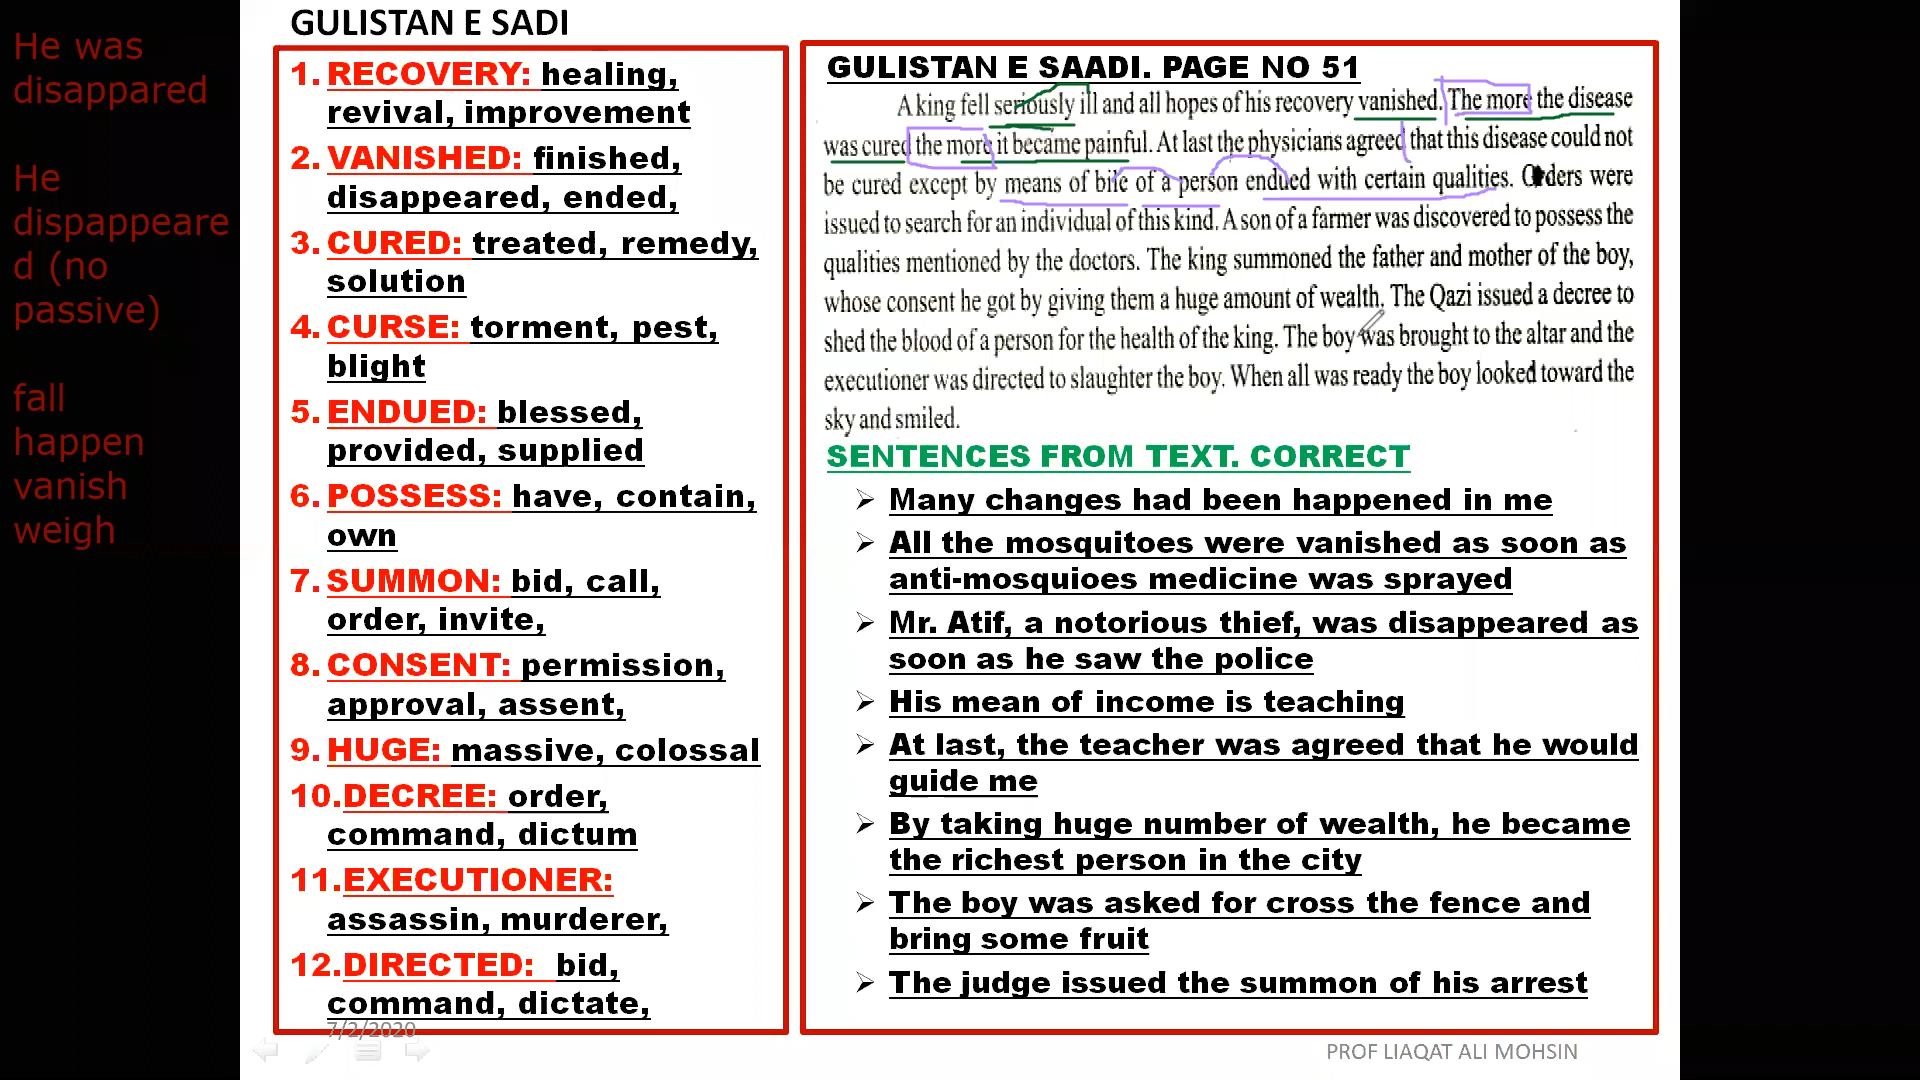 He was
disappared
He
dispappeare
d (no
passive)
fall
happen
vanish
weigh
GULISTAN E SADI
1. RECOVERY: healing,
revival, improvement
2. VANISHED: finished,
disappeared, ended,
3. CURED: treated, remedy,
solution
4. CURSE: torment, pest,
blight
5. ENDUED: blessed,
provided, supplied
6. POSSESS: have, contain,
own
7. SUMMON: bid, call,
order, invite,
8. CONSENT: permission,
approval, assent,
9. HUGE: massive, colossal
10. DECREE: order,
command, dictum
11. EXECUTIONER:
assassin, murderer,
12. DIRECTED: bid,
command, dictate,
7/2/2020
GULISTAN E SAADI. PAGE NO 51
A king fell seriously ill and all hopes of his recovery vanished. The more the disease
was cured the more it became painful. At last the physicians agreed that this disease could not
be cured except by means of bile of a person endued with certain qualities. Orders were
issued to search for an individual of this kind. A son of a farmer was discovered to possess the
qualities mentioned by the doctors. The king summoned the father and mother of the boy,
whose consent he got by giving them a huge amount of wealth. The Qazi issued a decree to
shed the blood of a person for the health of the king. The boy was brought to the altar and the
executioner was directed to slaughter the boy. When all was ready the boy looked toward the
sky and smiled.
SENTENCES FROM TEXT. CORRECT
Many changes had been happened in me
All the mosquitoes were vanished as soon as
anti-mosquioes medicine was sprayed
Mr. Atif, a notorious thief, was disappeared as
soon as he saw the police
His mean of income is teaching
At last, the teacher was agreed that he would
guide me
By taking huge number of wealth, he became
the richest person in the city
The boy was asked for cross the fence and
bring some fruit
The judge issued the summon of his arrest
PROF LIAQAT ALI MOHSIN